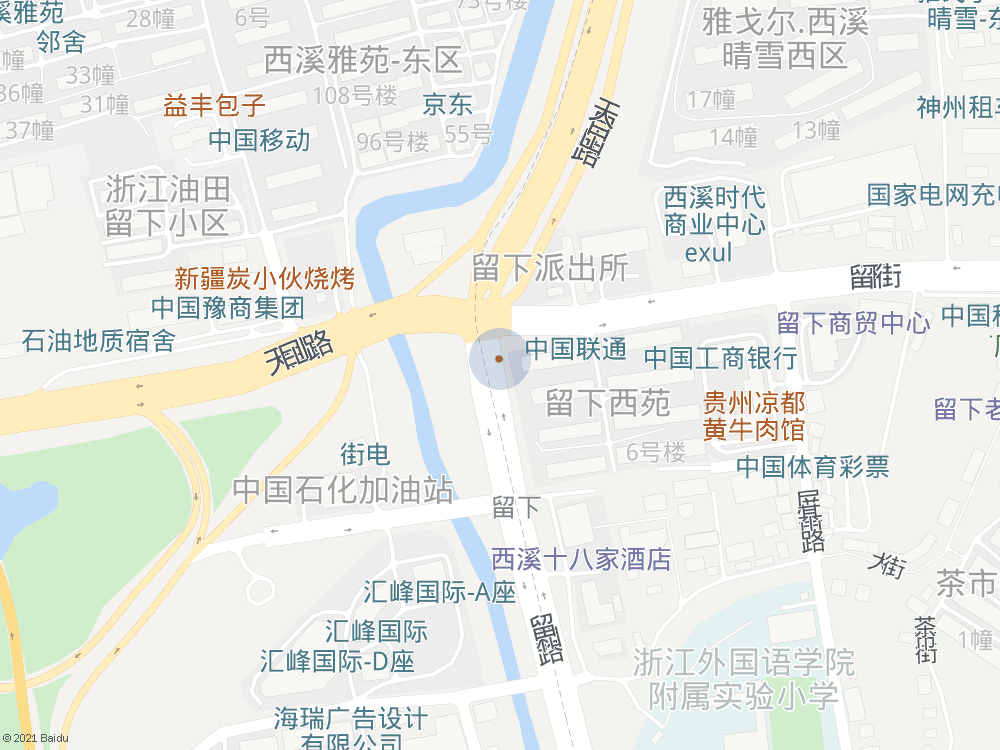 溪雅苑
邻舍
28幢
6号
73号
33幢
36幢
31幢
37幢
西溪雅苑-东区
108号楼
京东
96号楼
55号
益丰包子
中国移动
天目山路
雅戈尔.西溪
晴雪西区
晴雪-东
17幢
14幢
13幢
神州租车
浙江油田
留下小区
西溪时代
商业中心
exul
国家电网充电
留下派出所
新疆炭小伙烧烤
中国豫商集团
石油地质宿舍
天目山路
留下街
留下商贸中心
中国移
中国联通
中国工商银行
留下西苑
贵州凉都
黄牛肉馆
留下老
6号楼
街电
中国体育彩票
中国石化加油站
留下
屏基路
西溪十八家酒店
大街
茶市
汇峰国际-A座
汇峰国际
汇峰国际-D座
留和路
茶市街
1幢
浙江外国语学院
附属实验小学
海瑞广告设计
有限公司
© 2021 Baidu